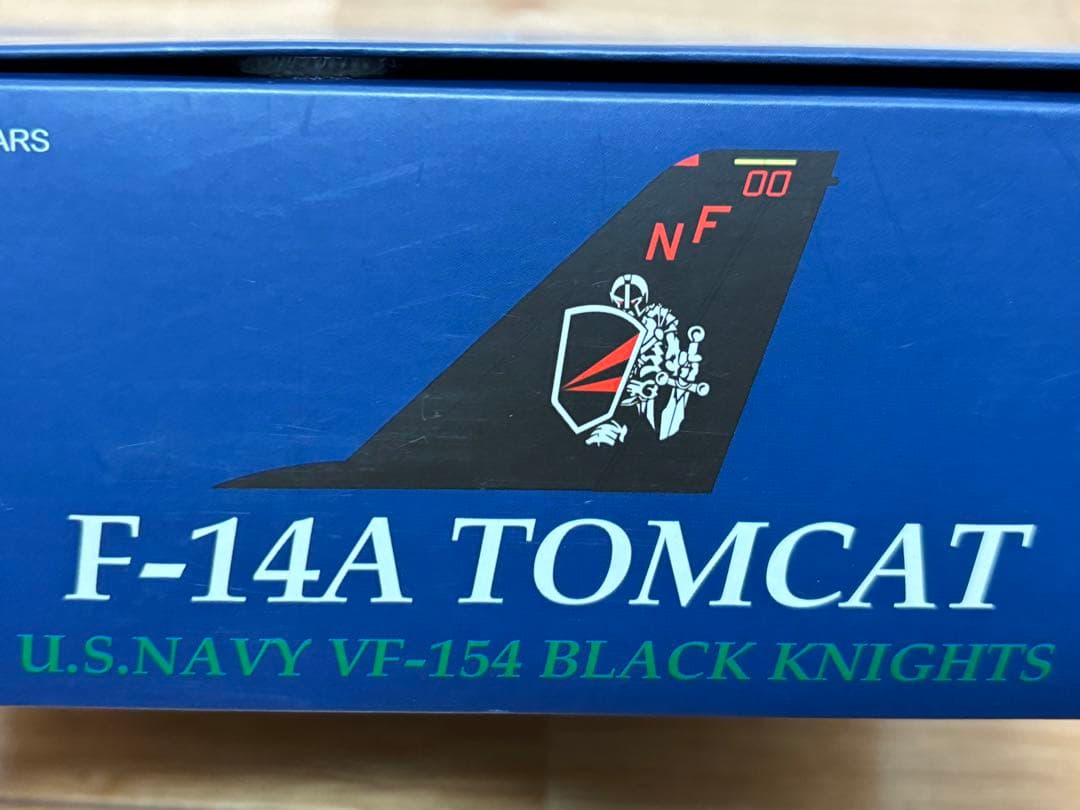 ARS
00
NF
F-14A TOMCAT
U.S.NAVY VF-154 BLACK KNIGHTS